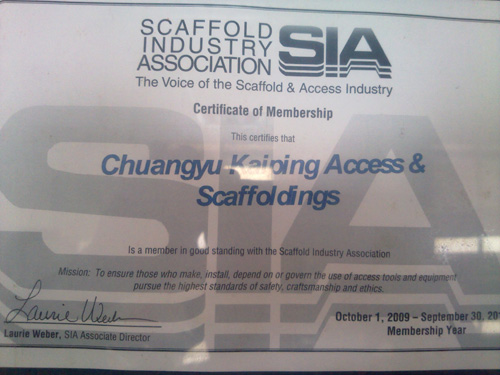 SCAFFOLD
INDUSTRY
ASSOCIATION
SIA
The Voice of the Scaffold & Access Industry
Certificate of Membership
This certifies that
Chuangyu Kaiping Access &
Scaffoldings
Is a member in good standing with the Scaffold Industry Association
Mission: To ensure those who make, install, depend on or govern the use of access tools and equipment
pursue the highest standards of safety, craftsmanship and ethics.
Laurie Weber
Laurie Weber, SIA Associate Director
October 1, 2009 – September 30,
Membership Year
SIA